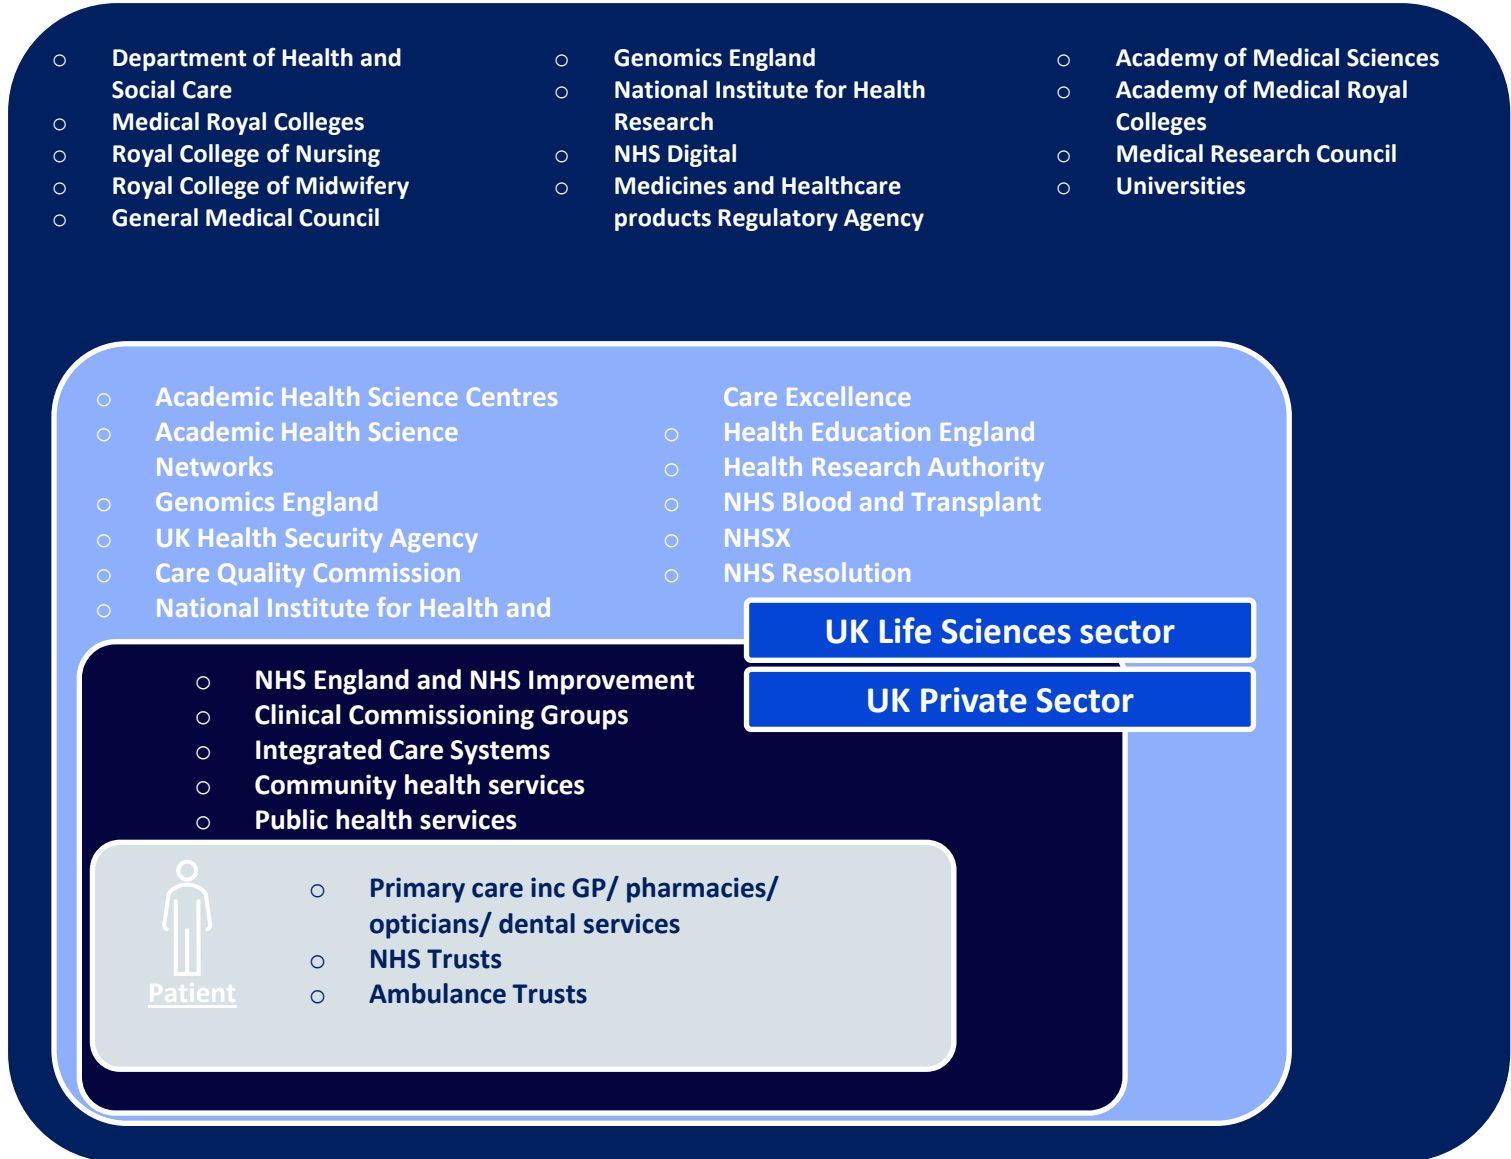 Department of Health and
Social Care
Medical Royal Colleges
Royal College of Nursing
Royal College of Midwifery
General Medical Council
Genomics England
National Institute for Health
Research
NHS Digital
Medicines and Healthcare
products Regulatory Agency
Academy of Medical Sciences
Academy of Medical Royal
Colleges
Medical Research Council
Universities
Academic Health Science Centres
Academic Health Science
Networks
Genomics England
UK Health Security Agency
Care Quality Commission
National Institute for Health and
Care Excellence
Health Education England
Health Research Authority
NHS Blood and Transplant
NHSX
NHS Resolution
UK Life Sciences sector
UK Private Sector
NHS England and NHS Improvement
Clinical Commissioning Groups
Integrated Care Systems
Community health services
Public health services
Patient
Primary care inc GP/ pharmacies/
opticians/ dental services
NHS Trusts
Ambulance Trusts